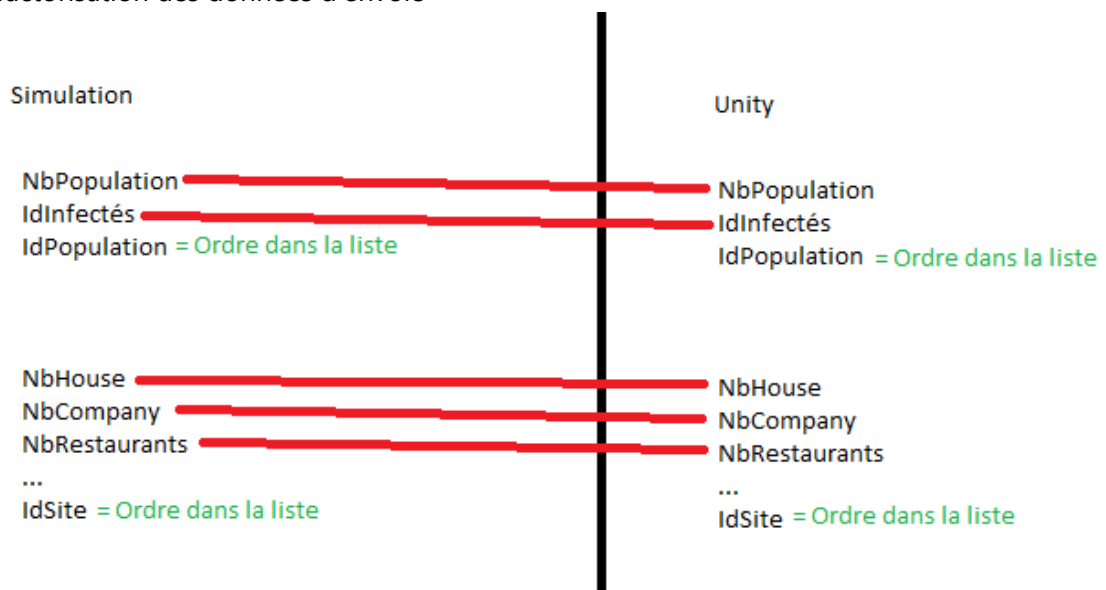 Simulation
NbPopulation
IdInfectés
IdPopulation = Ordre dans la liste
NbHouse
NbCompany
NbRestaurants
...
IdSite = Ordre dans la liste
Unity
NbPopulation
IdInfectés
IdPopulation = Ordre dans la liste
NbHouse
NbCompany
NbRestaurants
...
IdSite = Ordre dans la liste